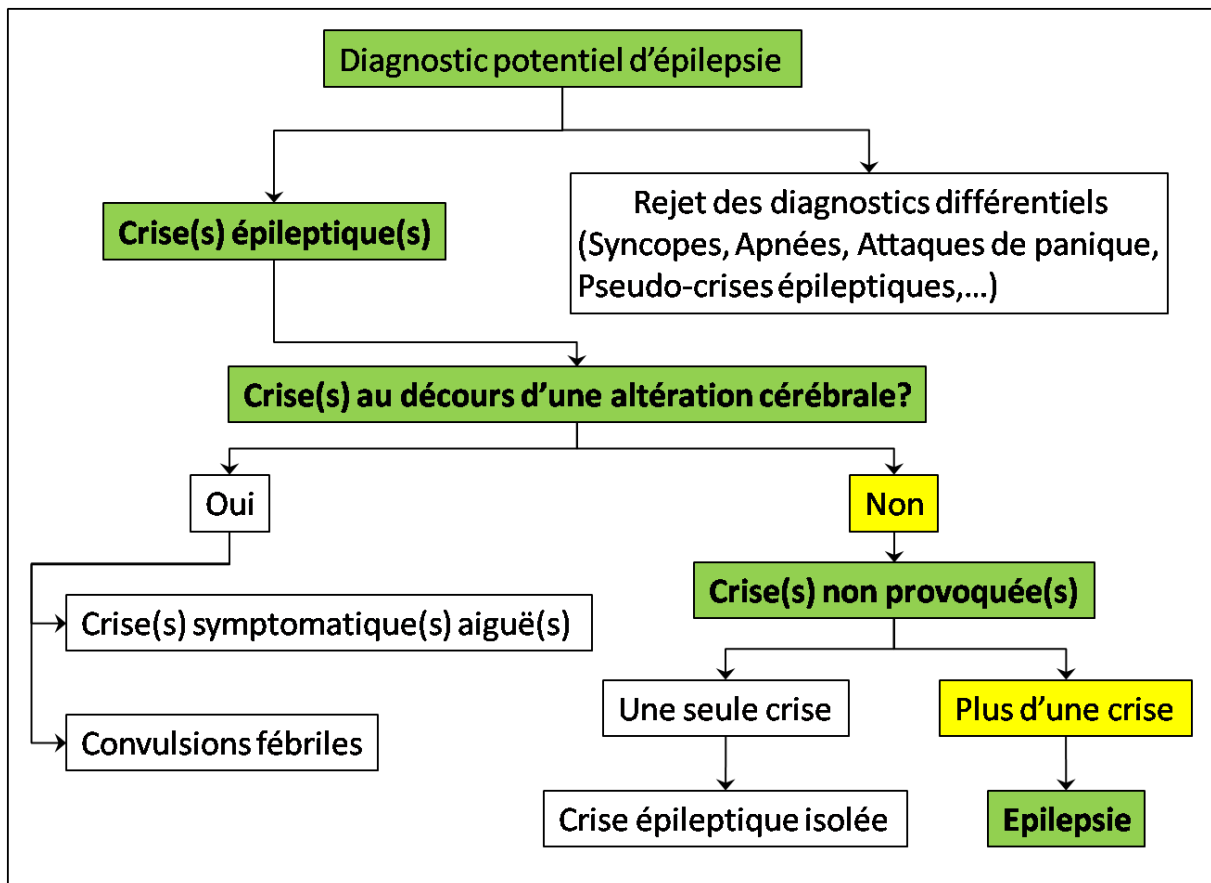 Diagnostic potentiel d’épilepsie
Crise(s) épileptique(s)
Rejet des diagnostics différentiels
(Syncopes, Apnées, Attaques de panique,
Pseudo-crises épileptiques,...)
Crise(s) au décours d’une altération cérébrale?
Oui
Non
Crise(s) symptomatique(s) aiguë(s)
Convulsions fébriles
Crise(s) non provoquée(s)
Une seule crise
Plus d’une crise
Crise épileptique isolée
Epilepsie